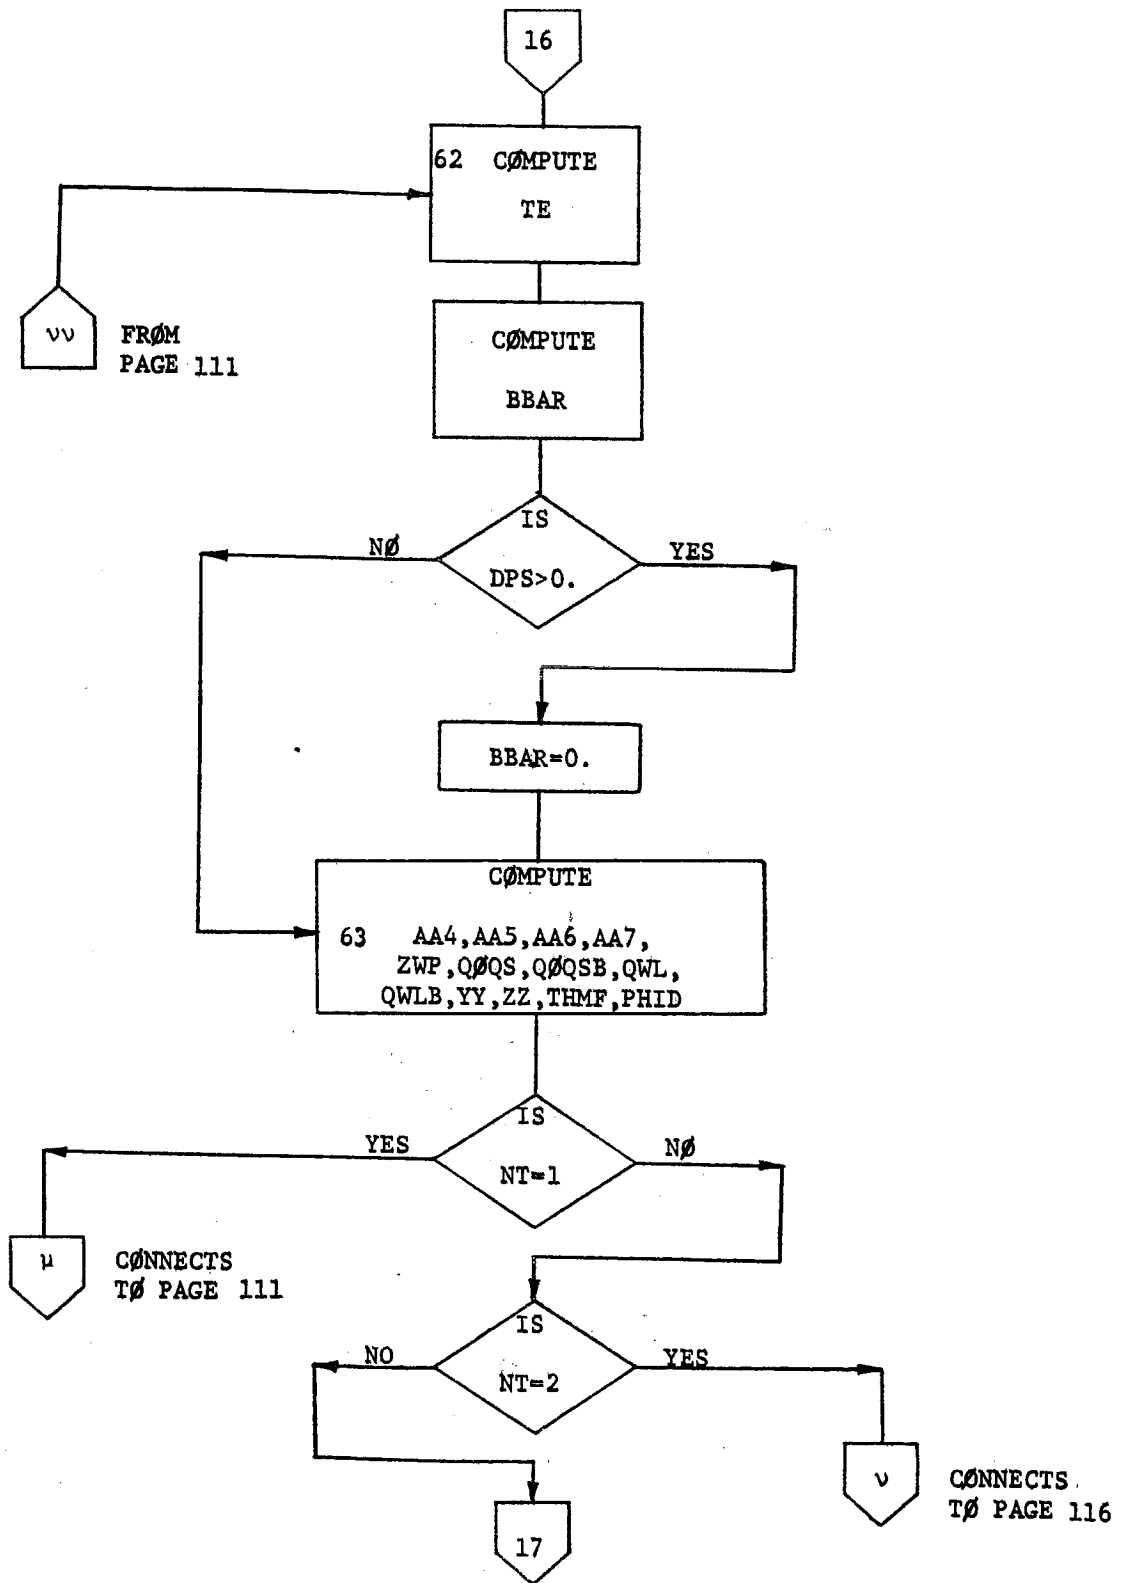 16
62 CØMPUTE
TE
νν
FRØM
PAGE 111
CØMPUTE
BBAR
IS
DPS>0.
NØ
YES
BBAR=0.
CØMPUTE
63 AA4,AA5,AA6,AA7,
ZWP,QØQS,QØQSB,QWL,
QWLB,YY,ZZ,THMF,PHID
IS
NT=1
YES
NØ
μ
CØNNECTS
TØ PAGE 111
IS
NT=2
NO
YES
ν
CØNNECTS
TØ PAGE 116
17